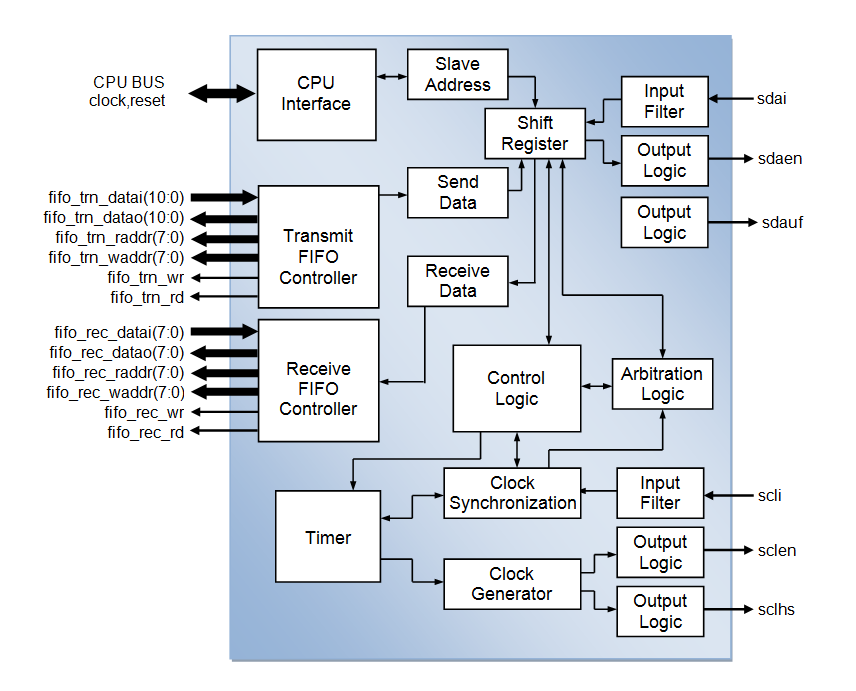 CPU BUS
clock,reset
CPU
Interface
Slave
Address
Shift
Register
Input
Filter
sdai
Output
Logic
sdaen
Output
Logic
sdauf
fifo_trn_datai(10:0)
fifo_trn_datao(10:0)
fifo_trn_raddr(7:0)
fifo_trn_waddr(7:0)
fifo_trn_wr
fifo_trn_rd
Transmit
FIFO
Controller
Send
Data
Receive
Data
fifo_rec_datai(7:0)
fifo_rec_datao(7:0)
fifo_rec_raddr(7:0)
fifo_rec_waddr(7:0)
fifo_rec_wr
fifo_rec_rd
Receive
FIFO
Controller
Control
Logic
Arbitration
Logic
Clock
Synchronization
Input
Filter
scli
Timer
Clock
Generator
Output
Logic
sclen
Output
Logic
sclhs